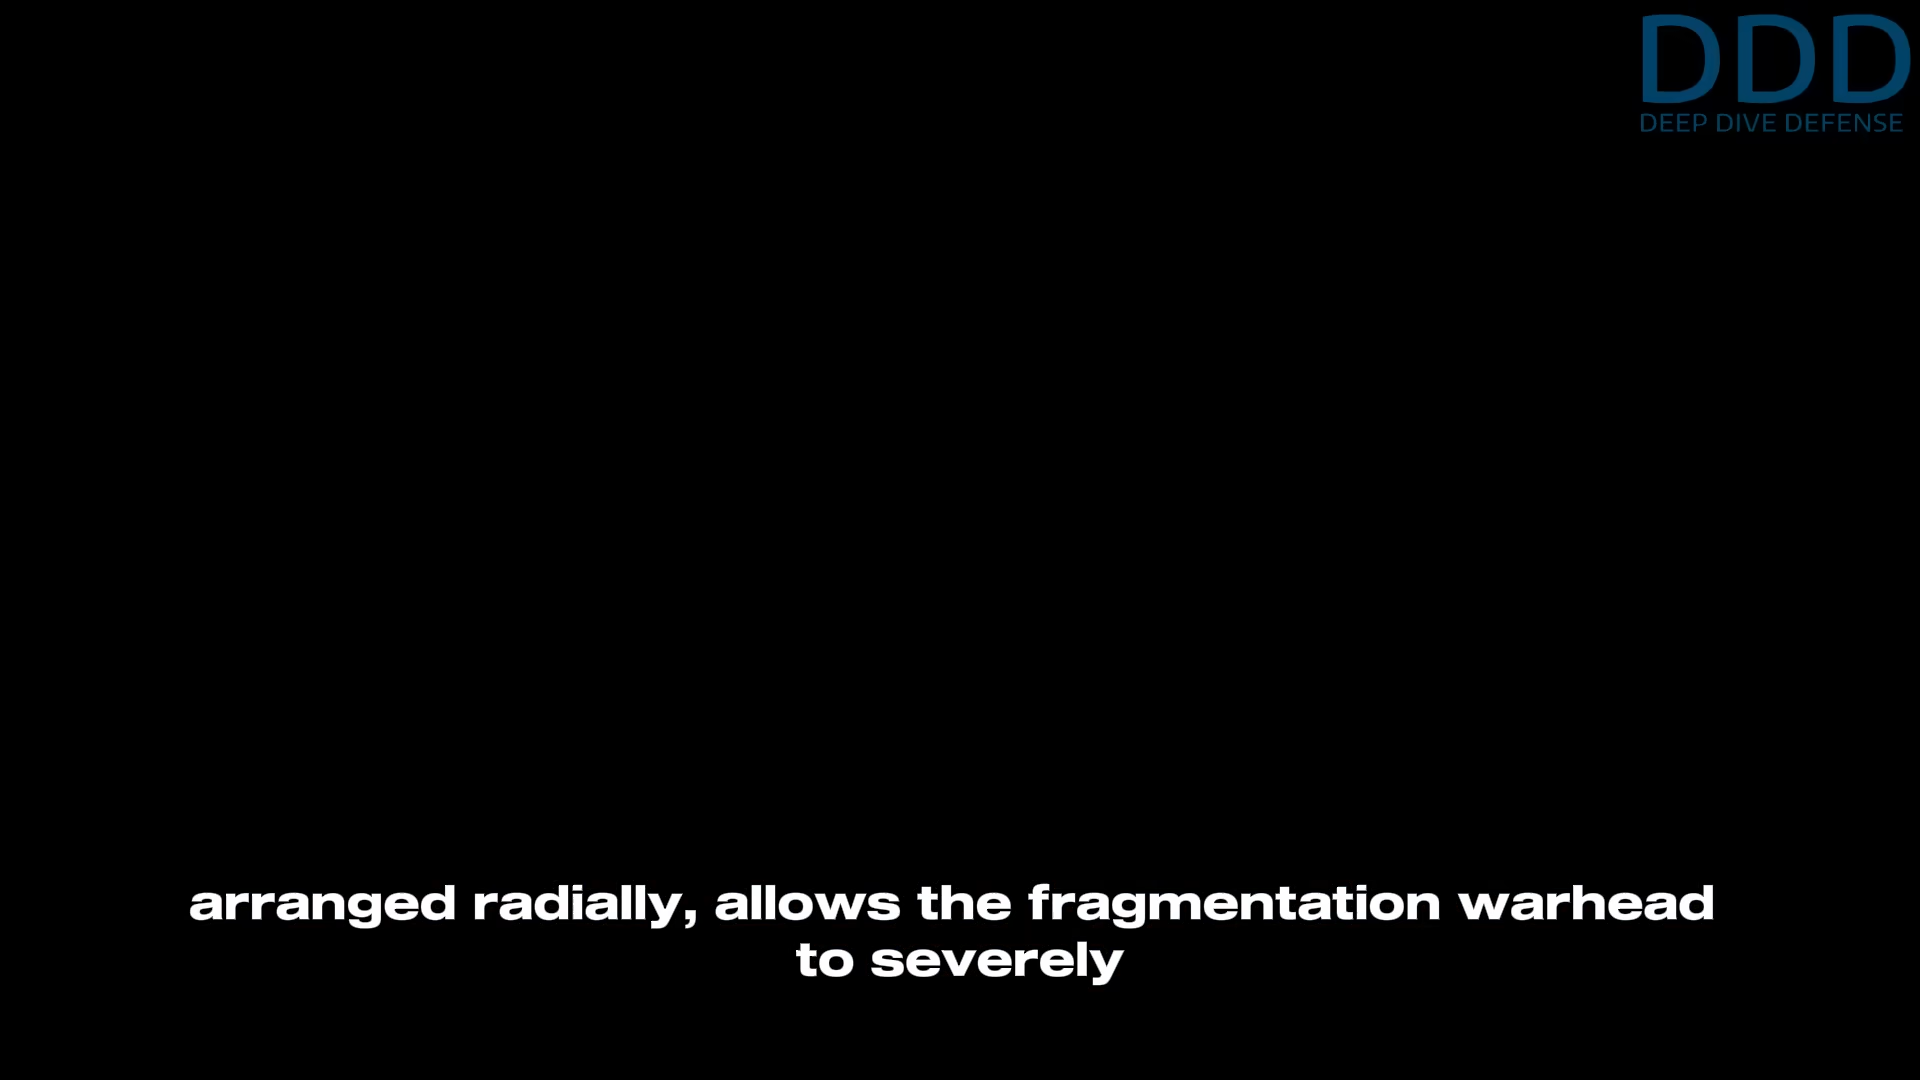 DDD
DEEP DIVE DEFENSE
arranged radially, allows the fragmentation warhead
to severely